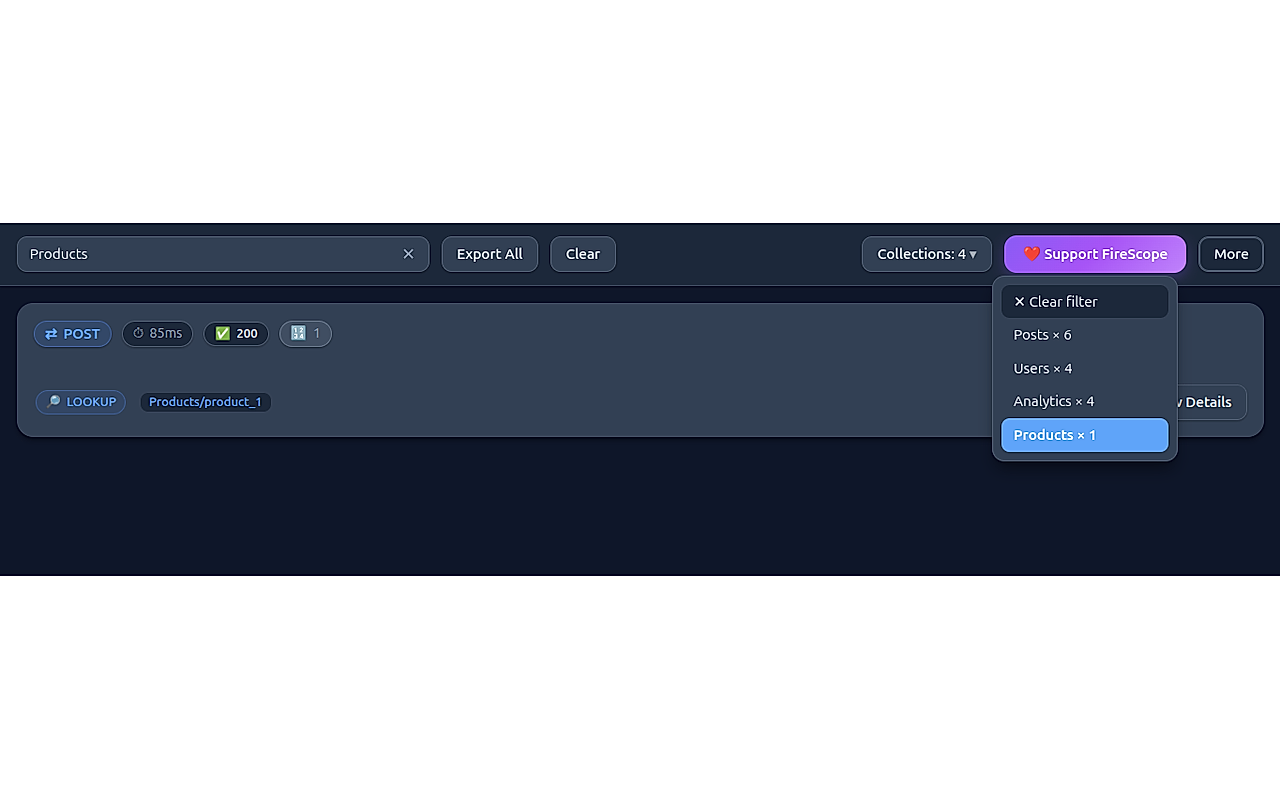 Products ✕ Export All Clear Collections: 4 ▾ ❤️ Support FireScope More
✕ Clear filter
⇄ POST ⏱ 85ms ✅ 200 🔢 1
Posts × 6
Users × 4
Analytics × 4
🔎 LOOKUP Products/product_1 Details
Products × 1